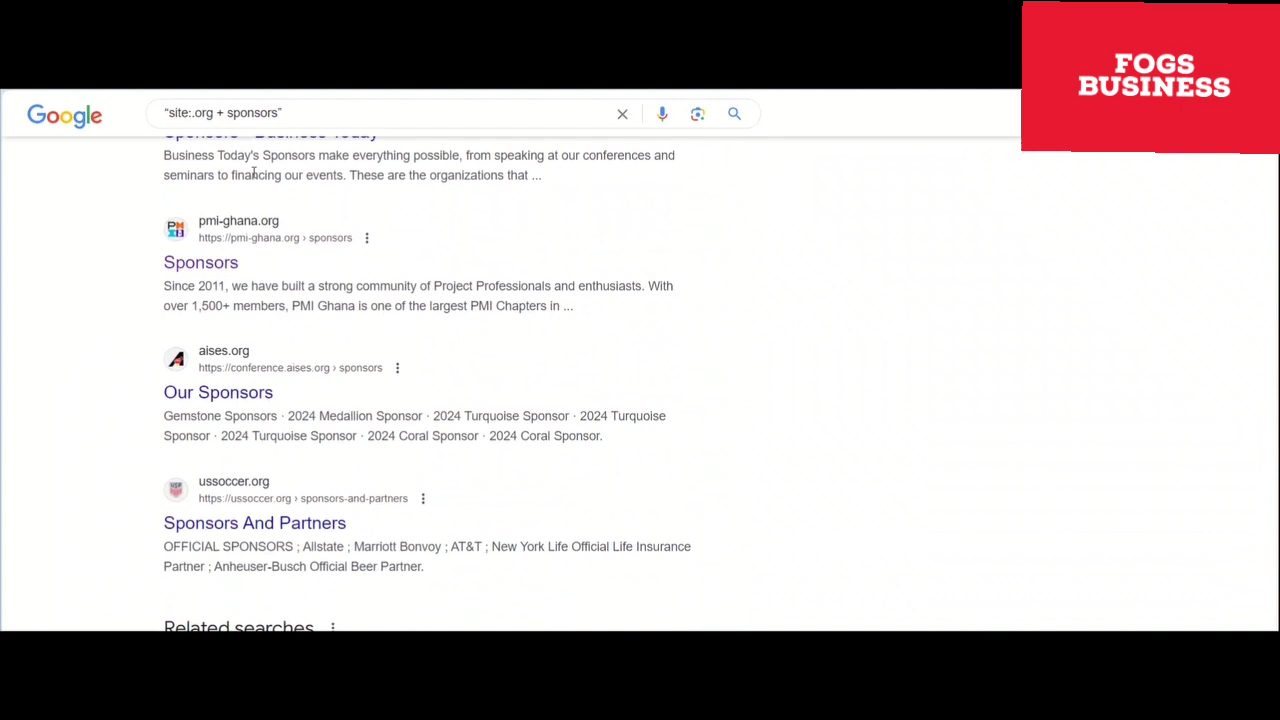 FOGS
BUSINESS
Google
“site:.org + sponsors”
Sponsors - Business Today
Business Today's Sponsors make everything possible, from speaking at our conferences and
seminars to financing our events. These are the organizations that ...
pmi-ghana.org
https://pmi-ghana.org › sponsors
Sponsors
Since 2011, we have built a strong community of Project Professionals and enthusiasts. With
over 1,500+ members, PMI Ghana is one of the largest PMI Chapters in ...
aises.org
https://conference.aises.org › sponsors
Our Sponsors
Gemstone Sponsors · 2024 Medallion Sponsor · 2024 Turquoise Sponsor · 2024 Turquoise
Sponsor · 2024 Turquoise Sponsor · 2024 Coral Sponsor · 2024 Coral Sponsor.
ussoccer.org
https://ussoccer.org › sponsors-and-partners
Sponsors And Partners
OFFICIAL SPONSORS ; Allstate ; Marriott Bonvoy ; AT&T ; New York Life Official Life Insurance
Partner ; Anheuser-Busch Official Beer Partner.
Related searches